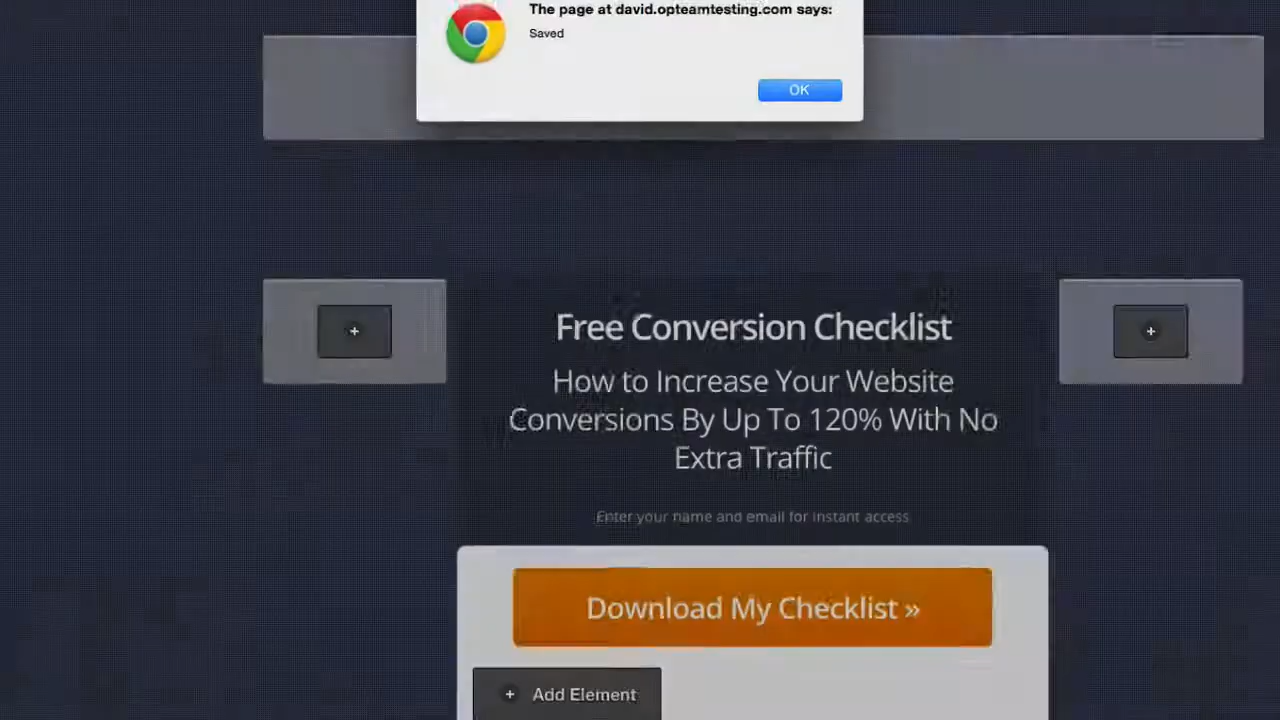 The page at david.opteamtesting.com says:
Saved
OK
+
+
Free Conversion Checklist
How to Increase Your Website
Conversions By Up To 120% With No
Extra Traffic
Enter your name and email for instant access
Download My Checklist »
+ Add Element